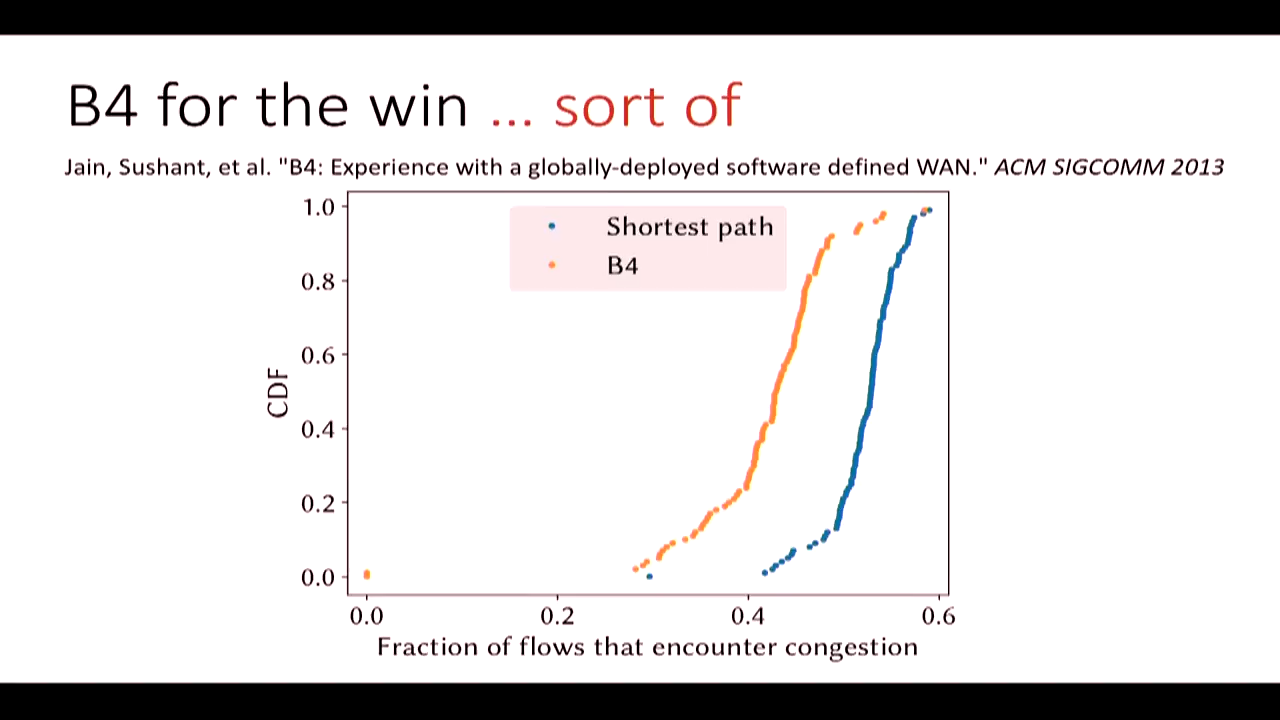 B4 for the win ... sort of
Jain, Sushant, et al. "B4: Experience with a globally-deployed software defined WAN." ACM SIGCOMM 2013
1.0
Shortest path
B4
0.8
0.6
CDF
0.4
0.2
0.0
0.0 0.2 0.4 0.6
Fraction of flows that encounter congestion